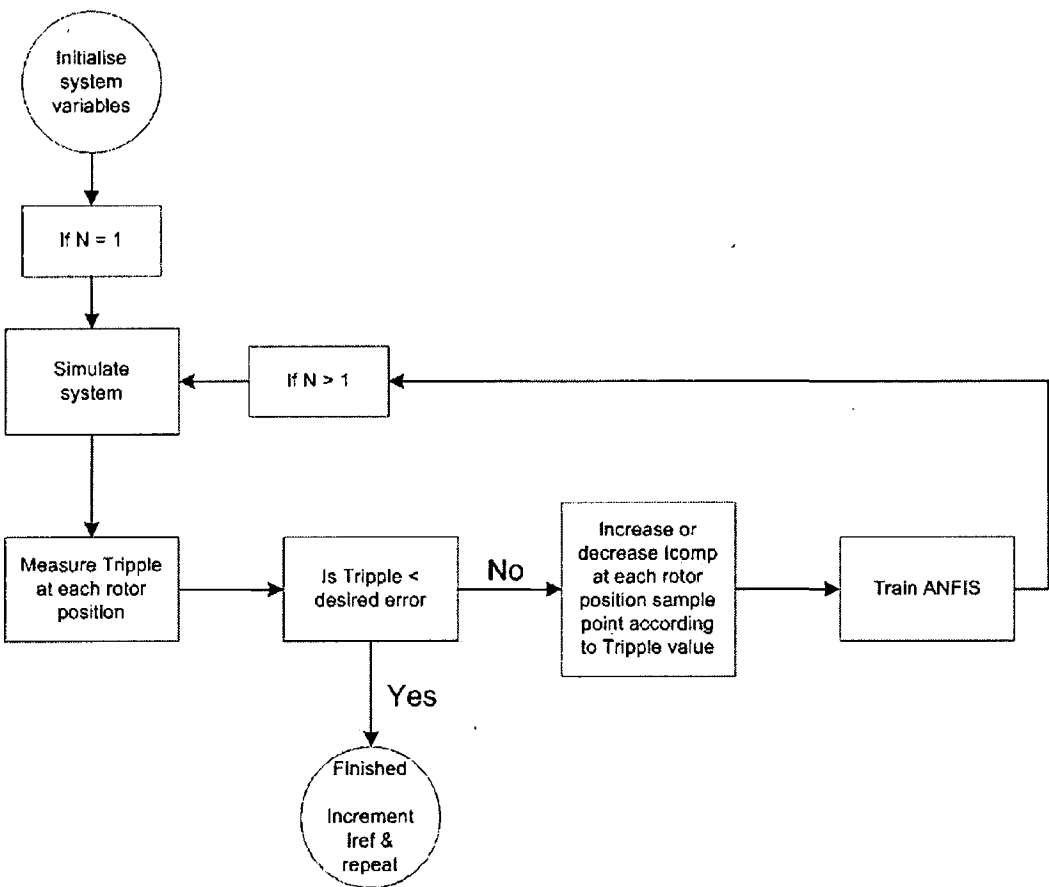 Initialise
system
variables
If N = 1
Simulate
system
If N > 1
Measure Tripple
at each rotor
position
Is Tripple <
desired error
No
Increase or
decrease Icomp
at each rotor
position sample
point according
to Tripple value
Train ANFIS
Yes
Finished
Increment
Iref &
repeat